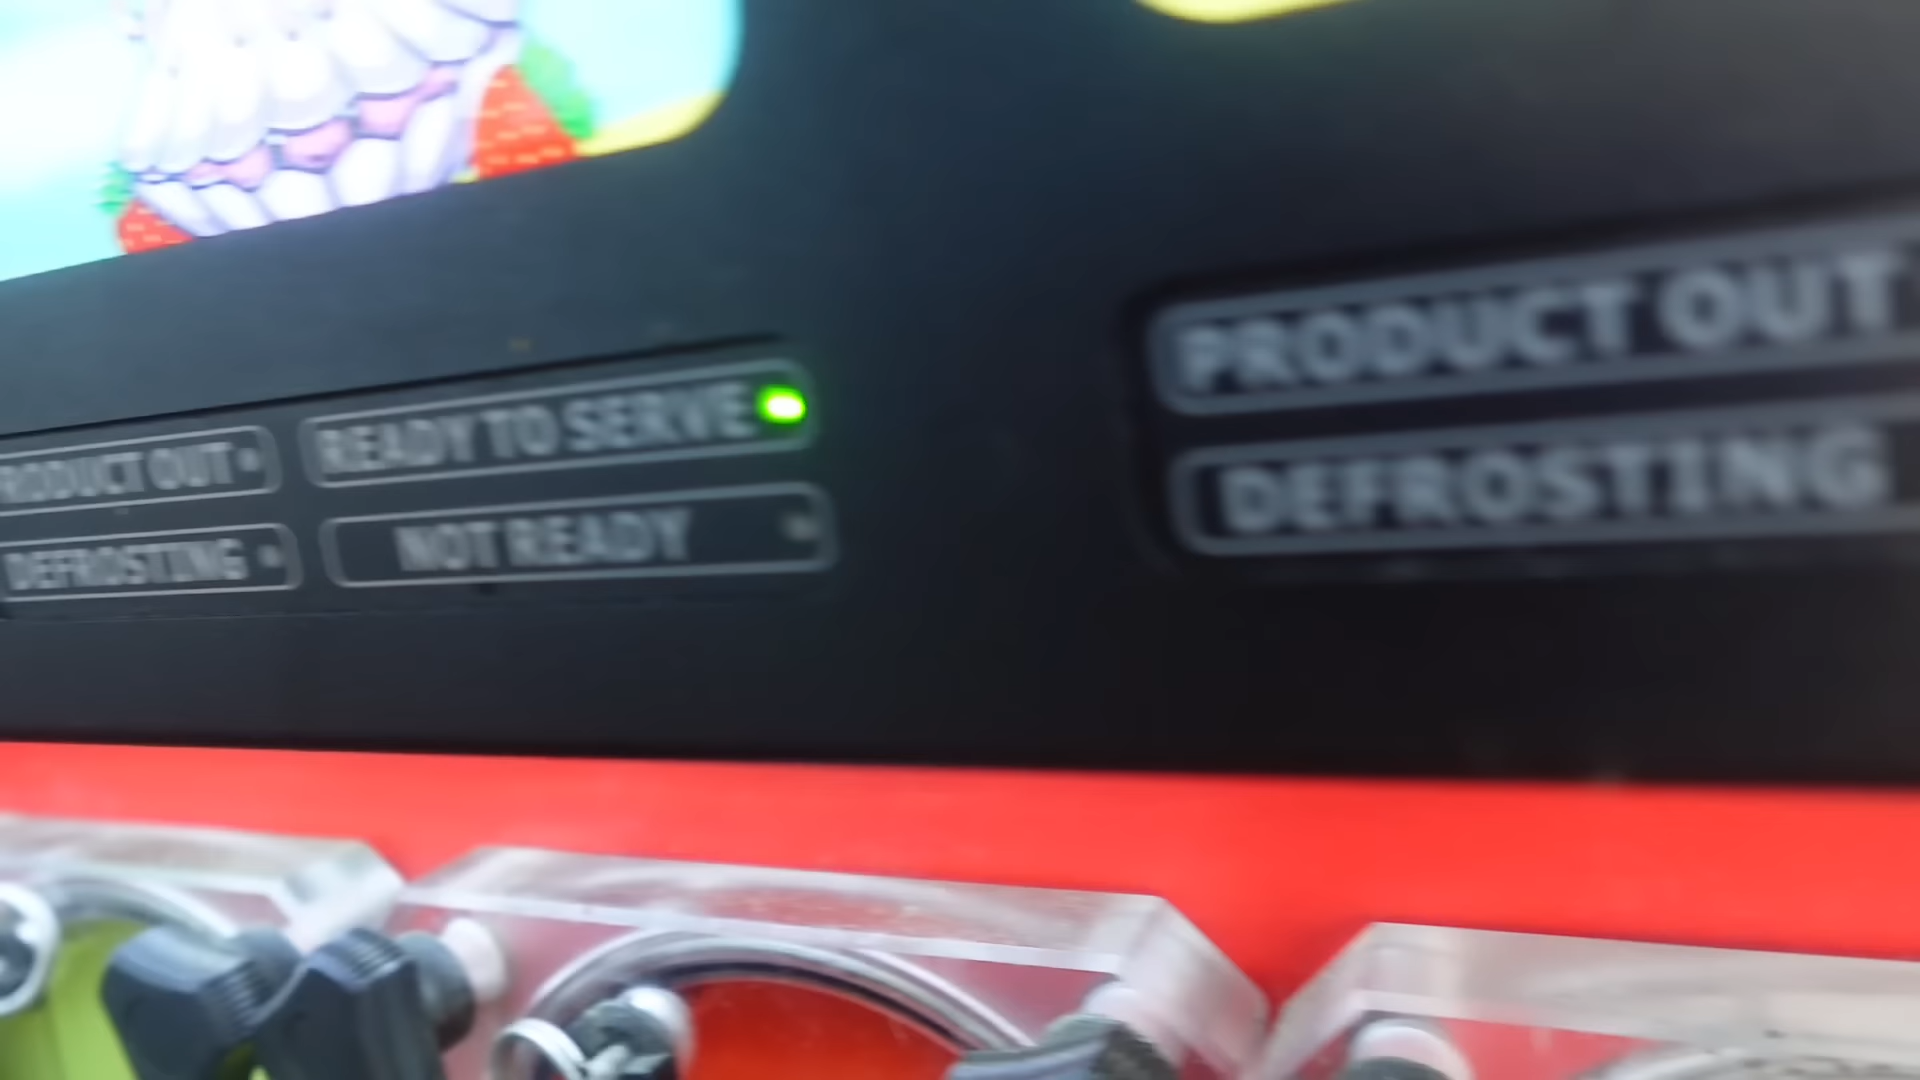 PRODUCT OUT
READY TO SERVE
DEFROSTING
NOT READY
PRODUCT OUT
DEFROSTING